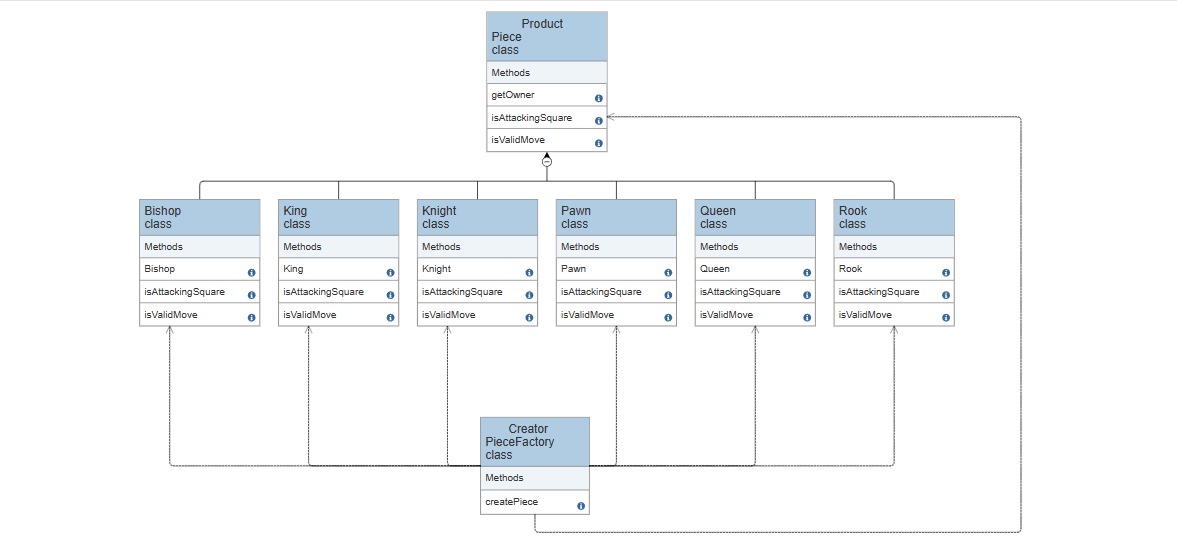 Product
Piece
class
Methods
getOwner
isAttackingSquare
isValidMove
Bishop
class
Methods
Bishop
isAttackingSquare
isValidMove
King
class
Methods
King
isAttackingSquare
isValidMove
Knight
class
Methods
Knight
isAttackingSquare
isValidMove
Pawn
class
Methods
Pawn
isAttackingSquare
isValidMove
Queen
class
Methods
Queen
isAttackingSquare
isValidMove
Rook
class
Methods
Rook
isAttackingSquare
isValidMove
Creator
PieceFactory
class
Methods
createPiece